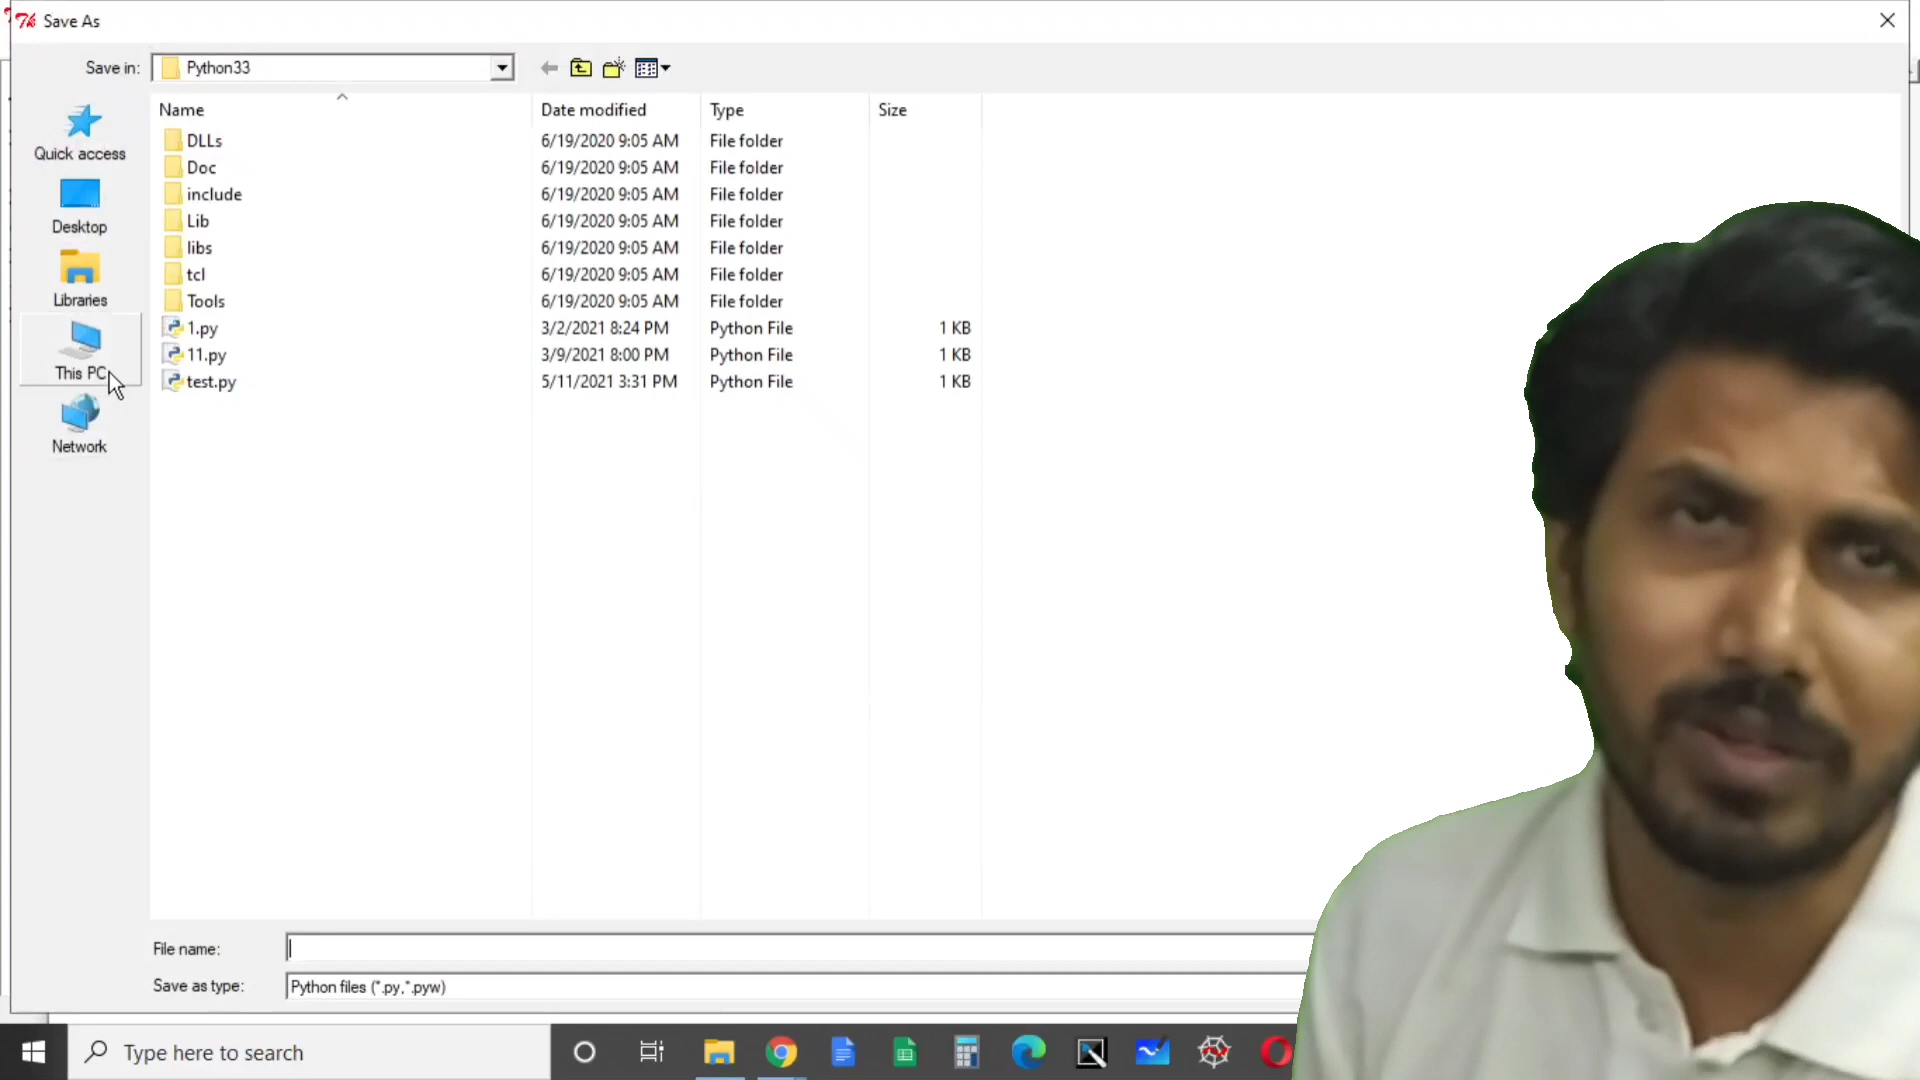 Save As
Save in: Python33
Name Date modified Type Size
DLLs 6/19/2020 9:05 AM File folder
Doc 6/19/2020 9:05 AM File folder
include 6/19/2020 9:05 AM File folder
Lib 6/19/2020 9:05 AM File folder
libs 6/19/2020 9:05 AM File folder
tcl 6/19/2020 9:05 AM File folder
Tools 6/19/2020 9:05 AM File folder
1.py 3/2/2021 8:24 PM Python File 1 KB
11.py 3/9/2021 8:00 PM Python File 1 KB
test.py 5/11/2021 3:31 PM Python File 1 KB
Quick access
Desktop
Libraries
This PC
Network
File name:
Save as type: Python files (*.py,*.pyw)
Type here to search